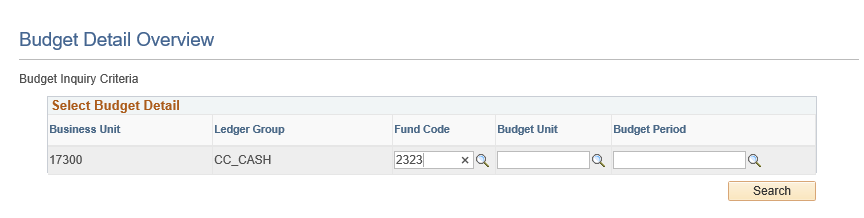 Budget Detail Overview
Budget Inquiry Criteria
Select Budget Detail
Business Unit Ledger Group Fund Code Budget Unit Budget Period
17300 CC_CASH 2323
Search